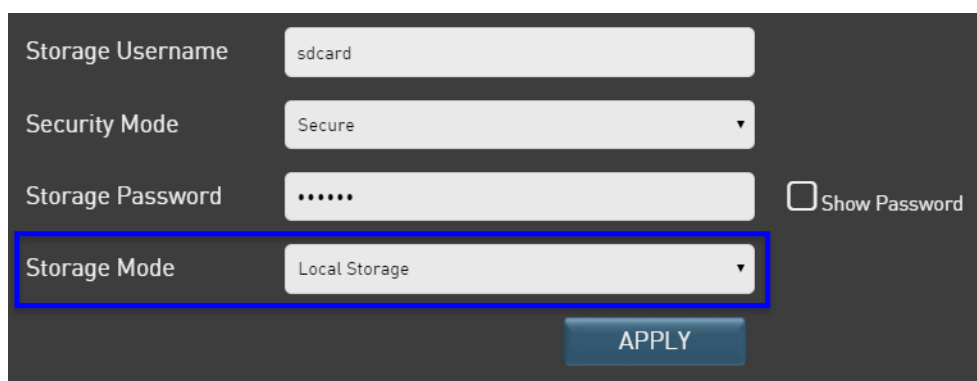 Storage Username sdcard
Security Mode Secure
Storage Password •••••• Show Password
Storage Mode Local Storage
APPLY